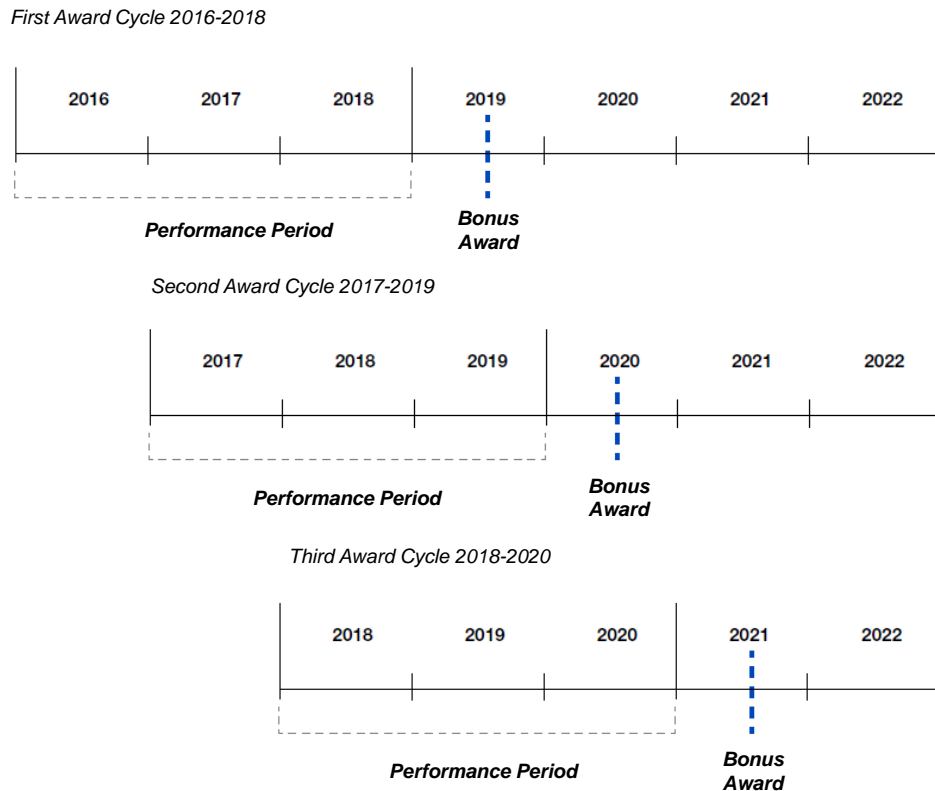 First Award Cycle 2016-2018
2016 2017 2018 2019 2020 2021 2022
Performance Period
Bonus
Award
Second Award Cycle 2017-2019
2017 2018 2019 2020 2021 2022
Performance Period
Bonus
Award
Third Award Cycle 2018-2020
2018 2019 2020 2021 2022
Performance Period
Bonus
Award